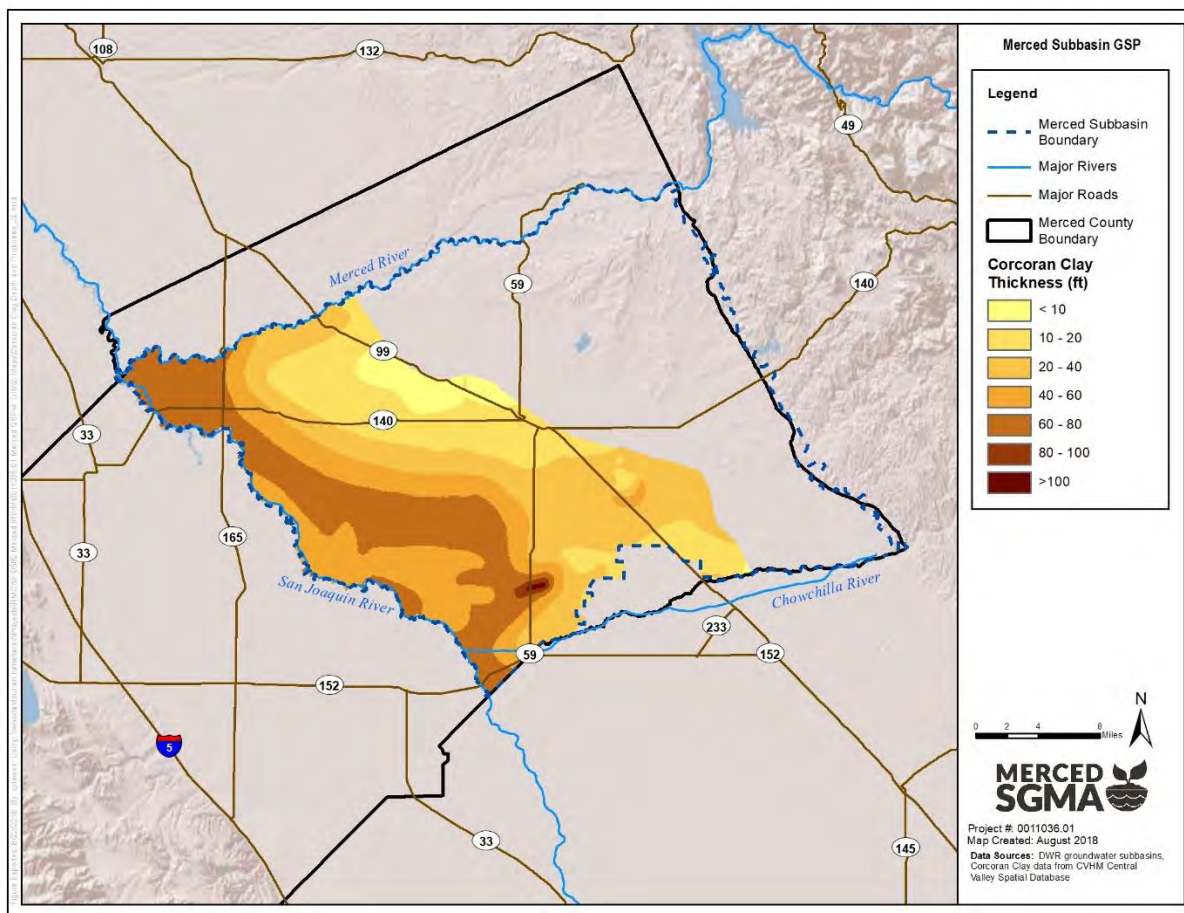 108
132
49
Merced River
59
140
99
140
33
165
33
San Joaquin River
Chowchilla River
233
59
152
152
5
33
145
Merced Subbasin GSP
Legend
Merced Subbasin
Boundary
Major Rivers
Major Roads
Merced County
Boundary
Corcoran Clay
Thickness (ft)
< 10
10 - 20
20 - 40
40 - 60
60 - 80
80 - 100
>100
N
0 2 4 8
Miles
MERCED
SGMA
Project #: 0011036.01
Map Created: August 2018
Data Sources: DWR groundwater subbasins,
Corcoran Clay data from CVHM Central
Valley Spatial Database